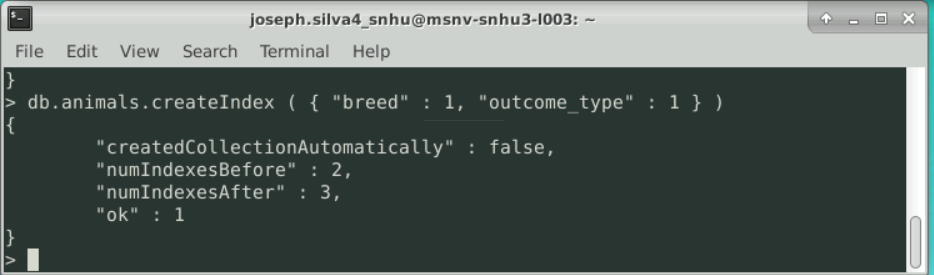 joseph.silva4_snhu@msnv-snhu3-l003: ~
File Edit View Search Terminal Help
}
> db.animals.createIndex ( { "breed" : 1, "outcome_type" : 1 } )
{
        "createdCollectionAutomatically" : false,
        "numIndexesBefore" : 2,
        "numIndexesAfter" : 3,
        "ok" : 1
}
>